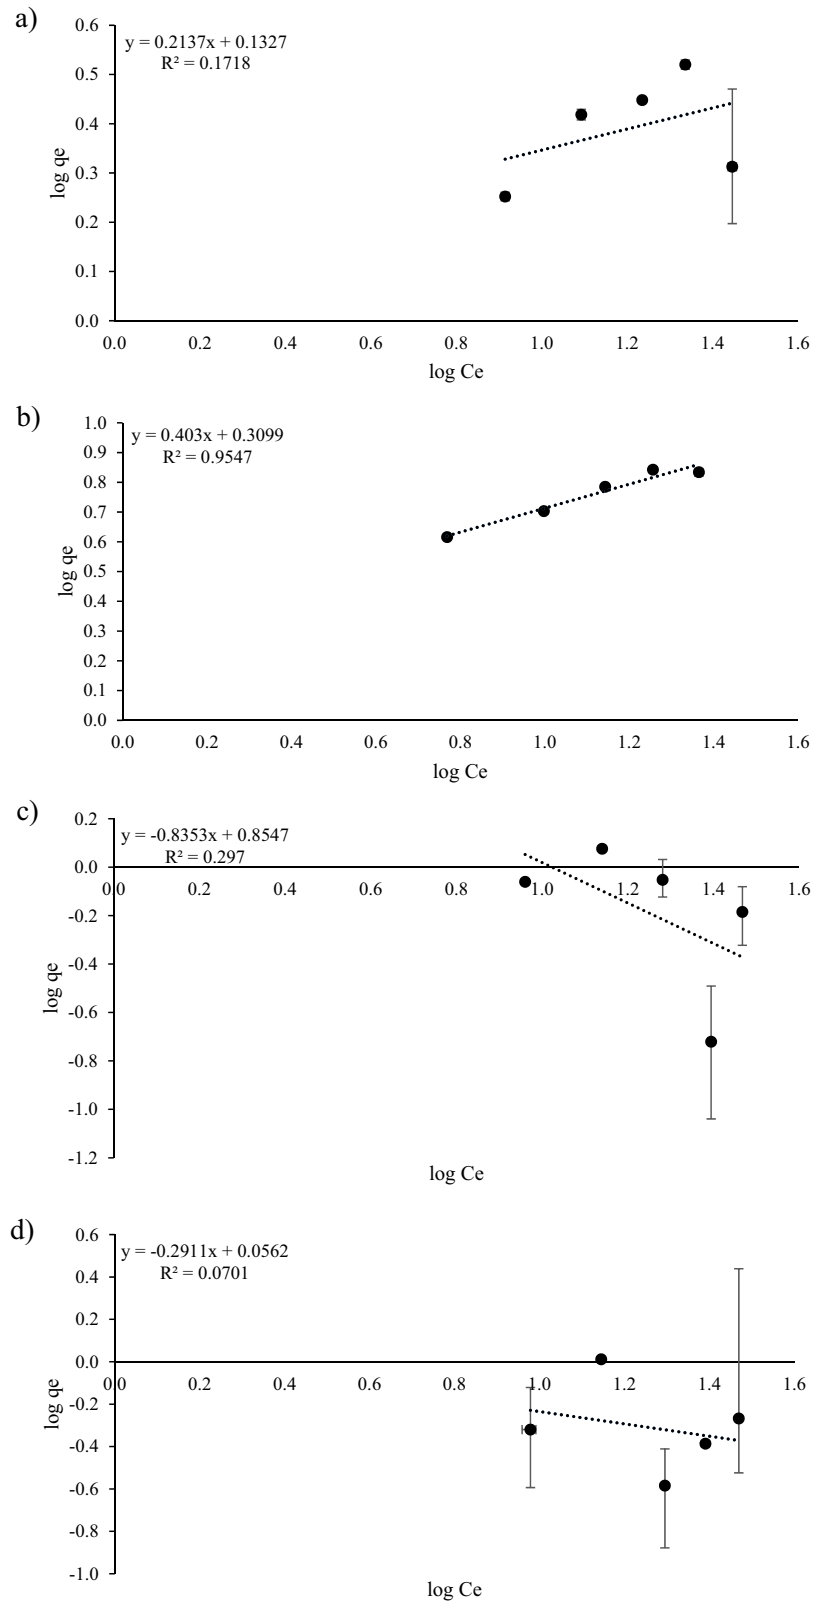 a)
y = 0.2137x + 0.1327
R² = 0.1718
0.6
0.5
0.4
0.3
0.2
0.1
0.0
log qe
0.0 0.2 0.4 0.6 0.8 1.0 1.2 1.4 1.6
log Ce
b)
y = 0.403x + 0.3099
R² = 0.9547
1.0
0.9
0.8
0.7
0.6
0.5
0.4
0.3
0.2
0.1
0.0
log qe
0.0 0.2 0.4 0.6 0.8 1.0 1.2 1.4 1.6
log Ce
c)
y = -0.8353x + 0.8547
R² = 0.297
0.2
0.0
-0.2
-0.4
-0.6
-0.8
-1.0
-1.2
log qe
0.0 0.2 0.4 0.6 0.8 1.0 1.2 1.4 1.6
log Ce
d)
y = -0.2911x + 0.0562
R² = 0.0701
0.6
0.4
0.2
0.0
-0.2
-0.4
-0.6
-0.8
-1.0
log qe
0.0 0.2 0.4 0.6 0.8 1.0 1.2 1.4 1.6
log Ce